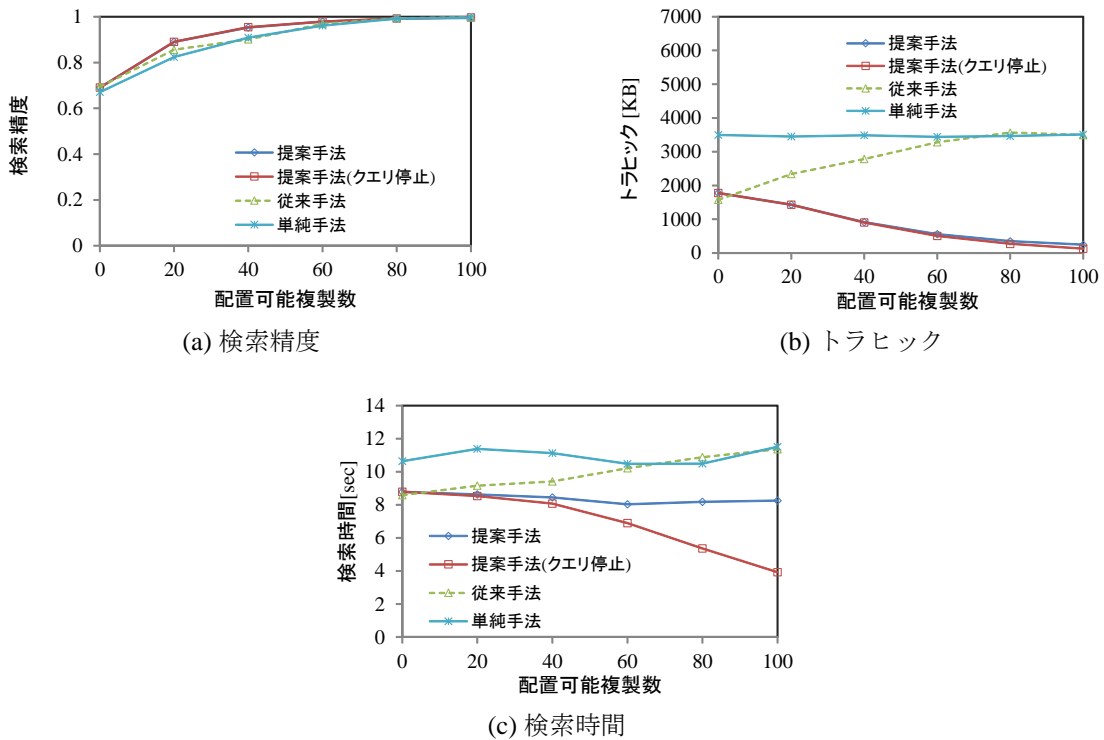 1
0.8
0.6
0.4
0.2
0
検索精度
提案手法
提案手法(クエリ停止)
従来手法
単純手法
0 20 40 60 80 100
配置可能複製数
(a) 検索精度
7000
6000
5000
4000
3000
2000
1000
0
トラヒック [KB]
提案手法
提案手法(クエリ停止)
従来手法
単純手法
0 20 40 60 80 100
配置可能複製数
(b) トラヒック
14
12
10
8
6
4
2
0
検索時間[sec]
提案手法
提案手法(クエリ停止)
従来手法
単純手法
0 20 40 60 80 100
配置可能複製数
(c) 検索時間